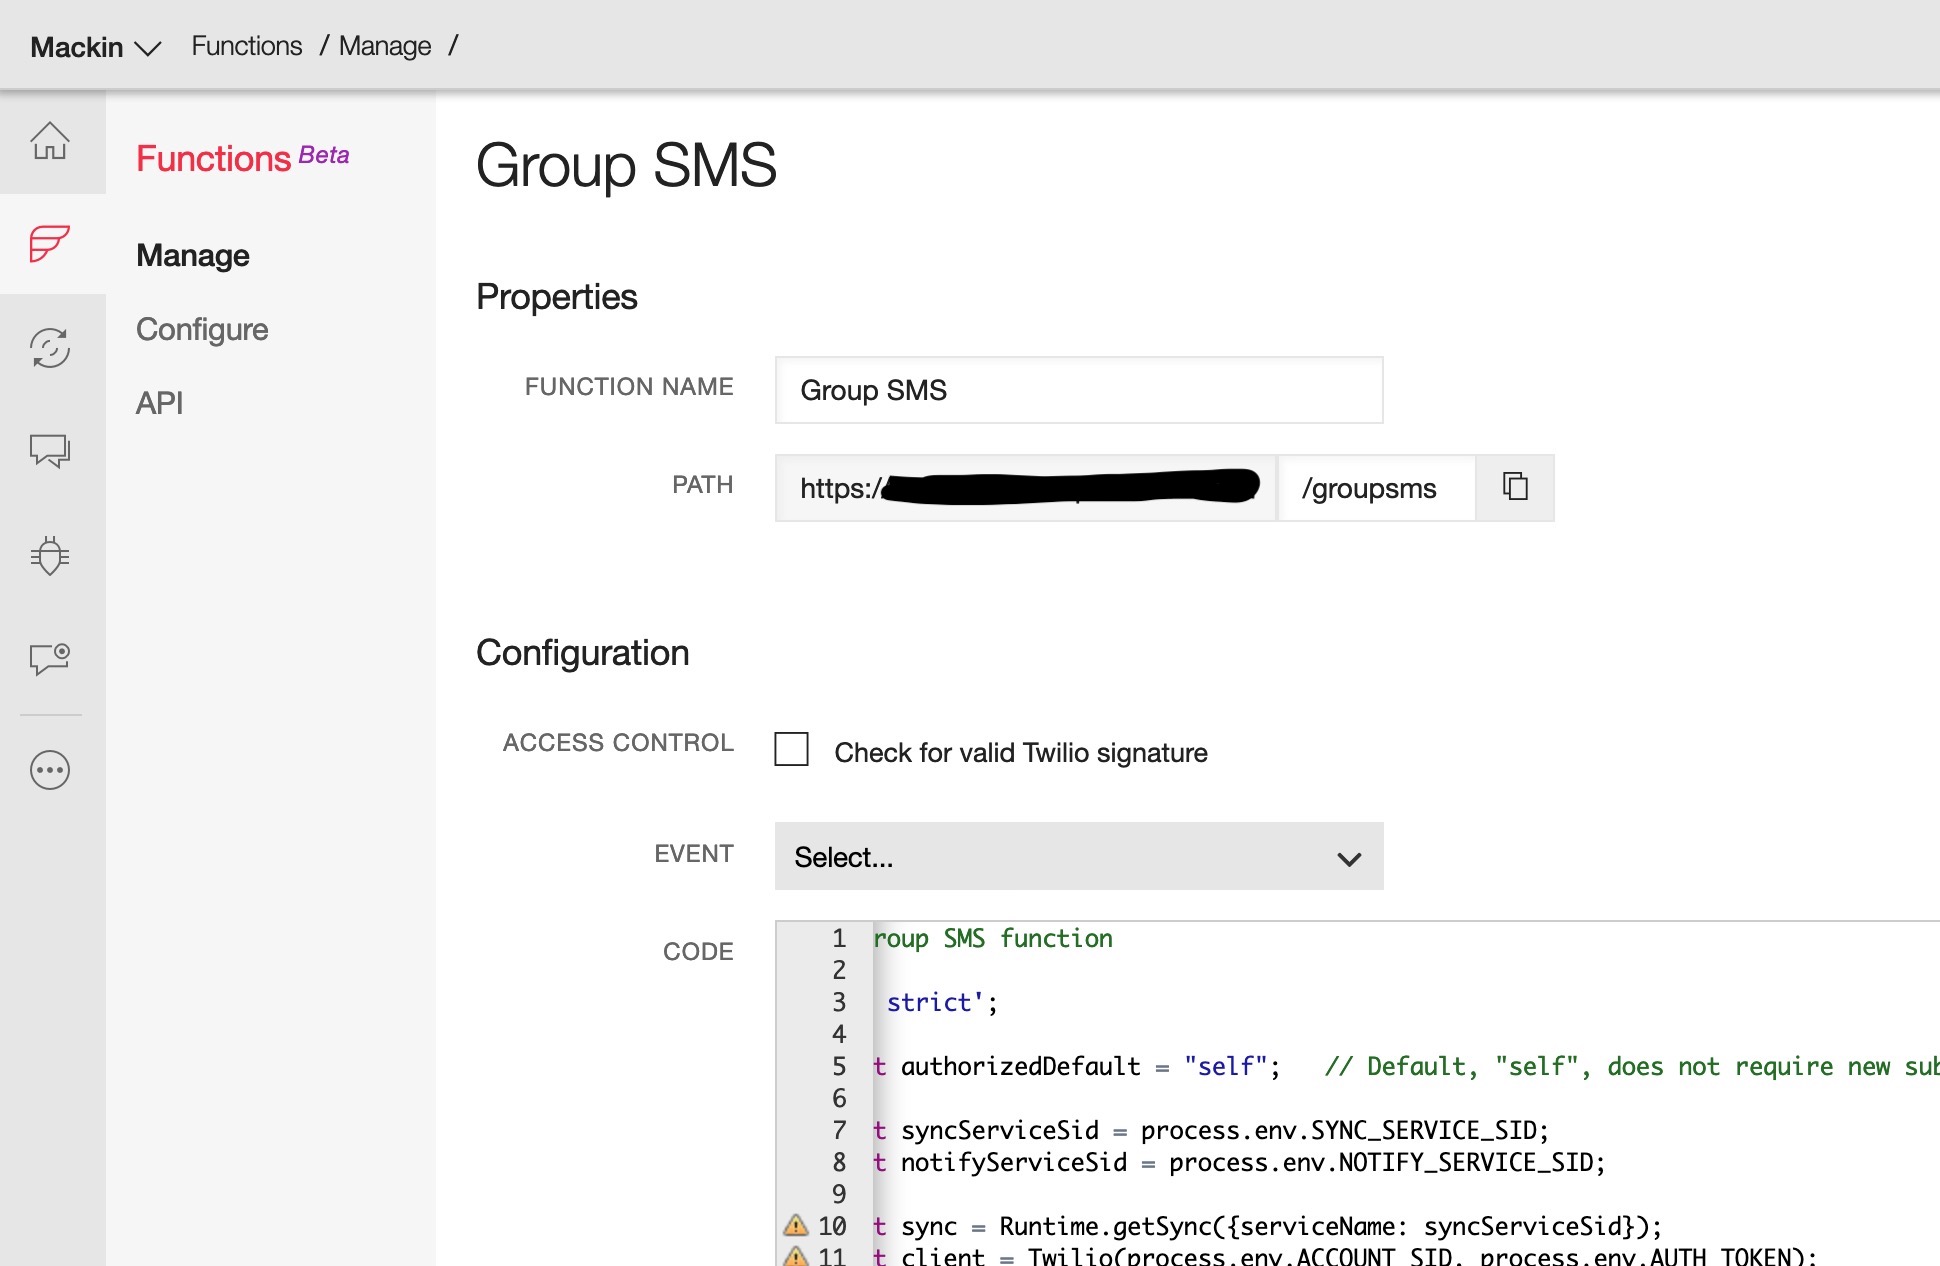 Mackin Functions / Manage /
Functions Beta
Manage
Configure
API
Group SMS
Properties
FUNCTION NAME Group SMS
PATH https:/ /groupsms
Configuration
ACCESS CONTROL Check for valid Twilio signature
EVENT Select...
CODE
1 roup SMS function
2
3 strict';
4
5 t authorizedDefault = "self"; // Default, "self", does not require new sub
6
7 t syncServiceSid = process.env.SYNC_SERVICE_SID;
8 t notifyServiceSid = process.env.NOTIFY_SERVICE_SID;
9
10 t sync = Runtime.getSync({serviceName: syncServiceSid});
11 t client = Twilio(process.env.ACCOUNT_SID, process.env.AUTH_TOKEN);